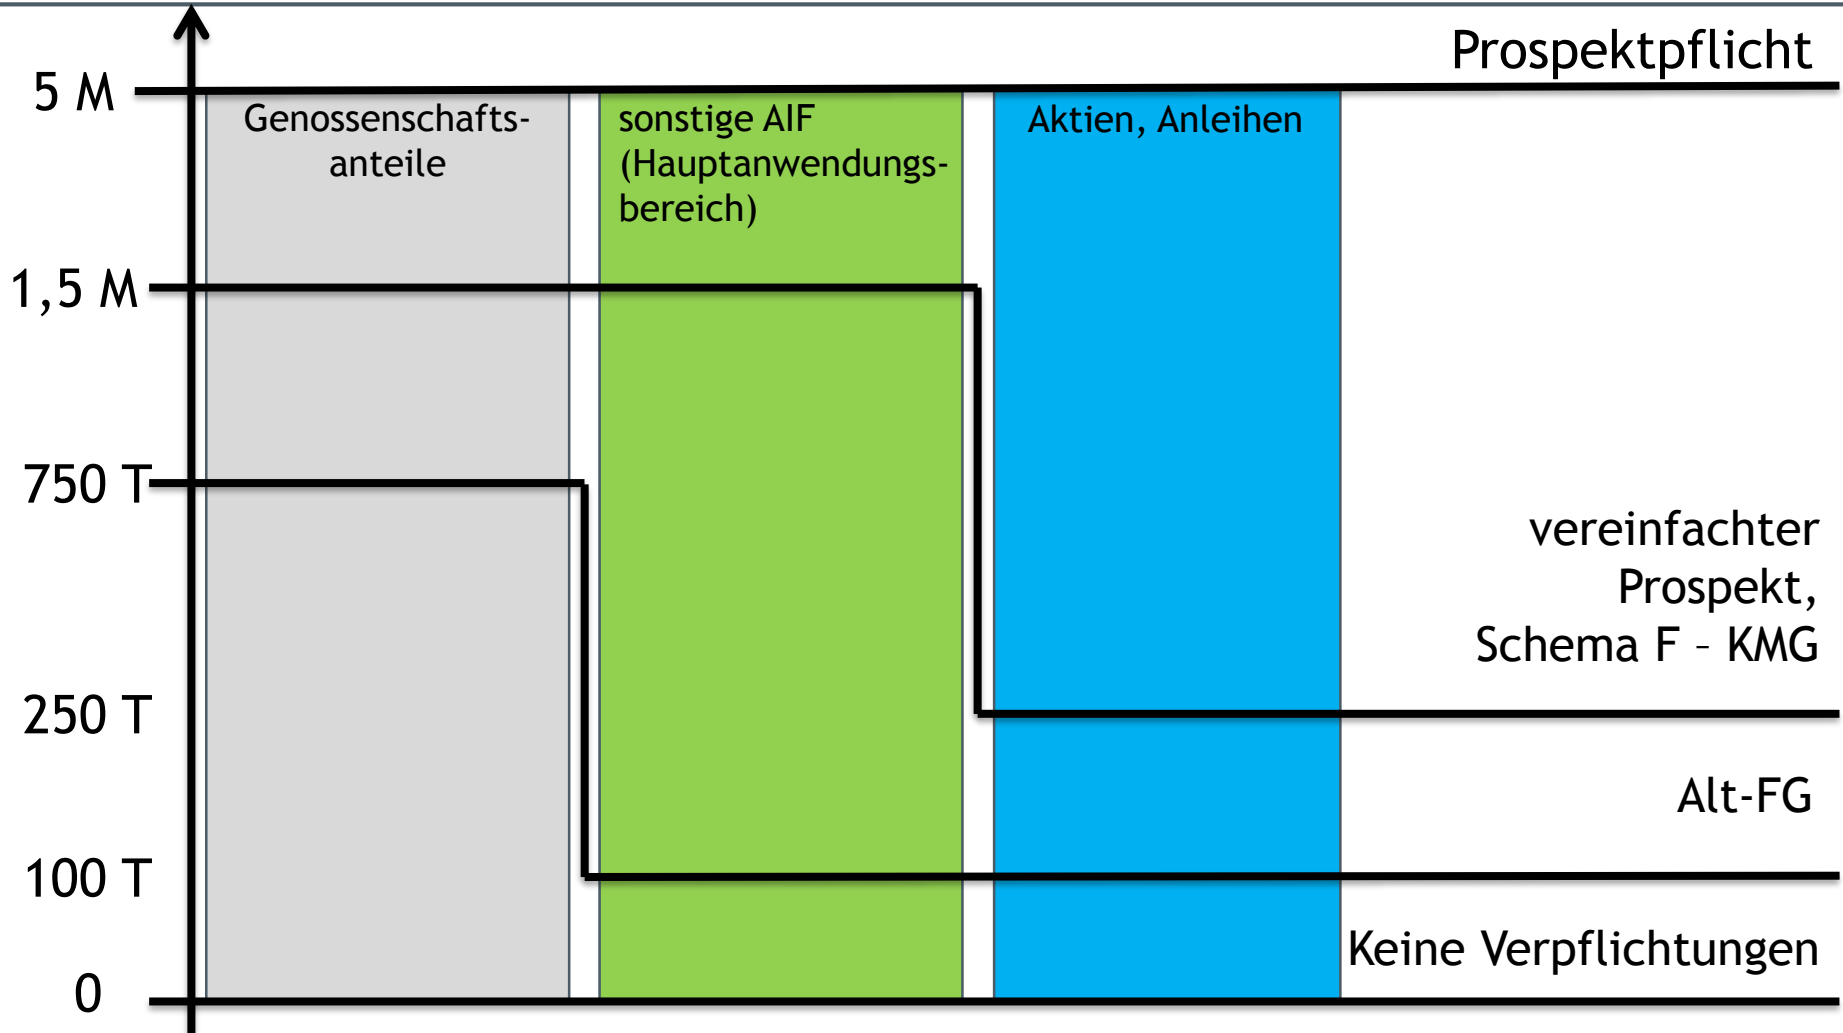 Prospektpflicht
5 M
Genossenschafts-
anteile
sonstige AIF
(Hauptanwendungs-
bereich)
Aktien, Anleihen
1,5 M
750 T
vereinfachter
Prospekt,
Schema F – KMG
250 T
Alt-FG
100 T
Keine Verpflichtungen
0